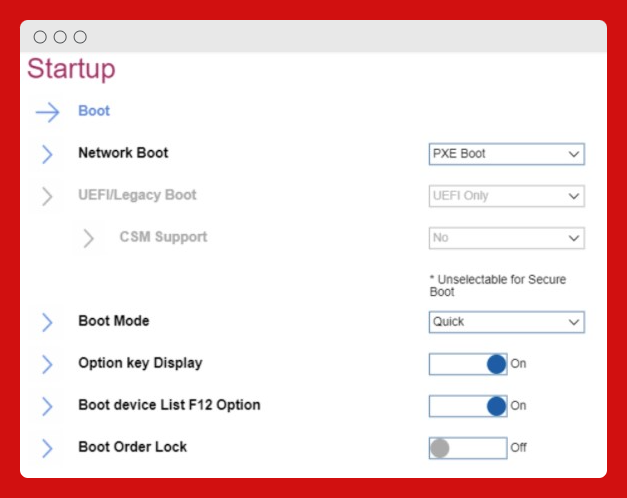 Startup
Boot
Network Boot
PXE Boot
UEFI/Legacy Boot
UEFI Only
CSM Support
No
* Unselectable for Secure
Boot
Boot Mode
Quick
Option key Display
On
Boot device List F12 Option
On
Boot Order Lock
Off